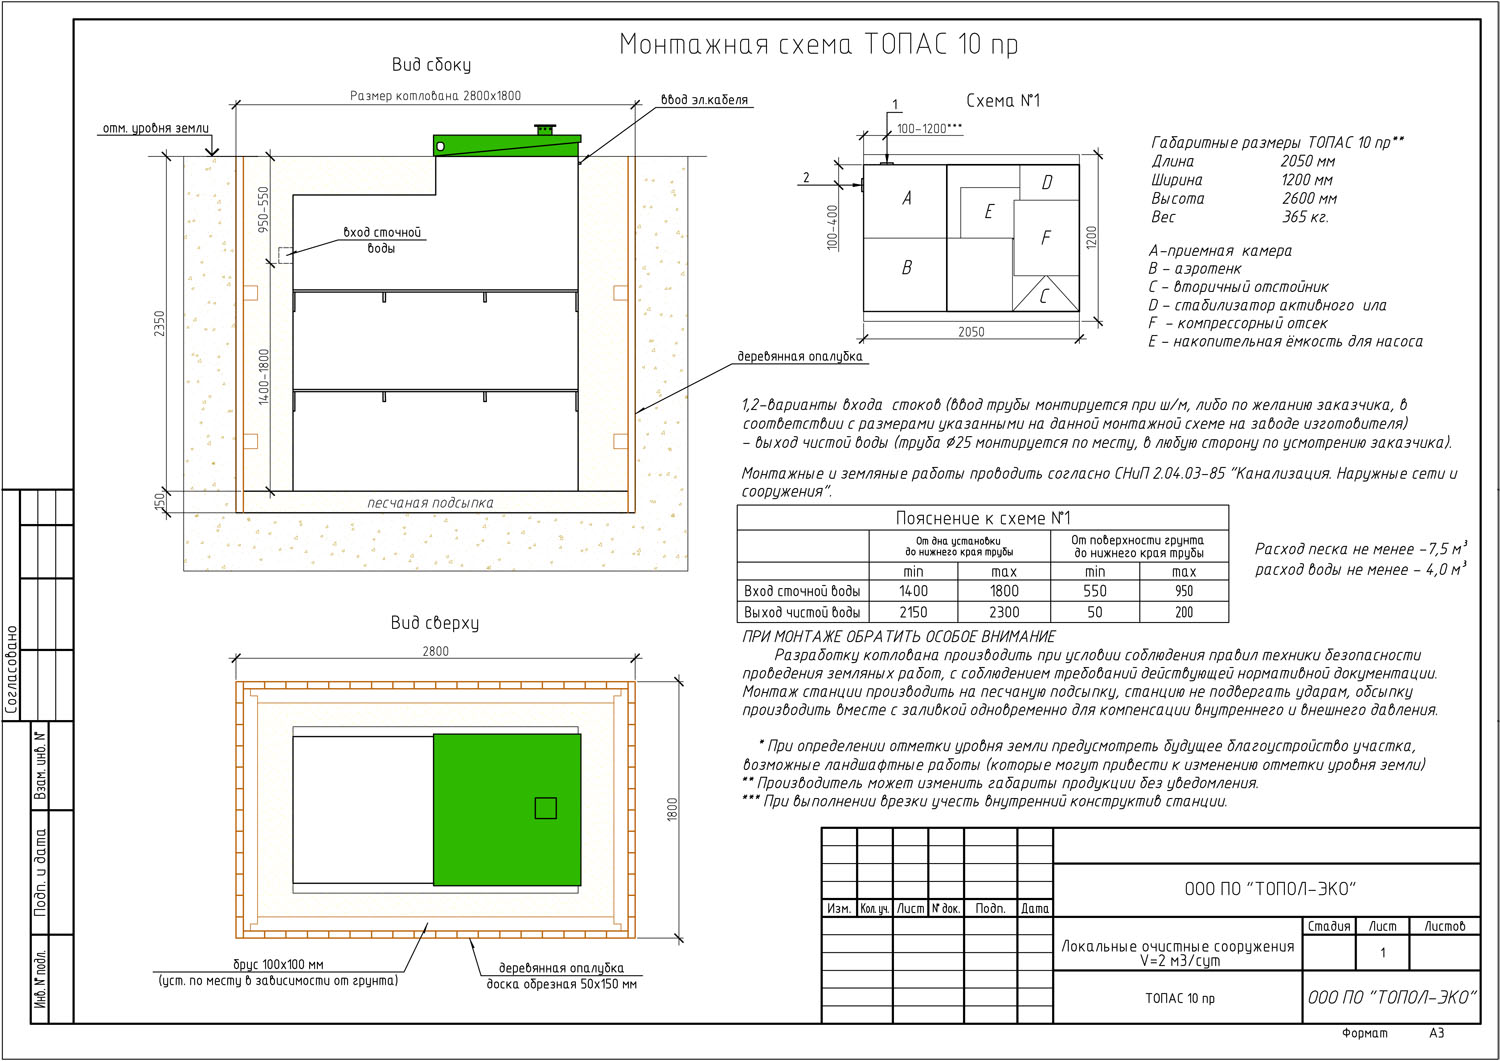 Монтажная схема ТОПАС 10 пр
Вид сбоку
Размер котлована 2800х1800
ввод эл.кабеля
отм. уровня земли
950-550
вход сточной
воды
2350
1400-1800
150
песчаная подсыпка
деревянная опалубка
Схема №1
1
100-1200***
2
100-400
A
B
C
D
E
F
1200
2050
Габаритные размеры ТОПАС 10 пр**
Длина 2050 мм
Ширина 1200 мм
Высота 2600 мм
Вес 365 кг.
А-приемная камера
В - аэротенк
С - вторичный отстойник
D - стабилизатор активного ила
F - компрессорный отсек
E - накопительная ёмкость для насоса
1,2-варианты входа стоков (ввод трубы монтируется при ш/м, либо по желанию заказчика, в
соответствии с размерами указанными на данной монтажной схеме на заводе изготовителя)
- выход чистой воды (труба Ø25 монтируется по месту, в любую сторону по усмотрению заказчика).
Монтажные и земляные работы проводить согласно СНиП 2.04.03-85 "Канализация. Наружные сети и
сооружения".
Пояснение к схеме №1
От дна установки
до нижнего края трубы
От поверхности грунта
до нижнего края трубы
min max min max
Вход сточной воды 1400 1800 550 950
Выход чистой воды 2150 2300 50 200
Расход песка не менее -7,5 м³
расход воды не менее - 4,0 м³
ПРИ МОНТАЖЕ ОБРАТИТЬ ОСОБОЕ ВНИМАНИЕ
Разработку котлована производить при условии соблюдения правил техники безопасности
проведения земляных работ, с соблюдением требований действующей нормативной документации.
Монтаж станции производить на песчаную подсыпку, станцию не подвергать ударам, обсыпку
производить вместе с заливкой одновременно для компенсации внутреннего и внешнего давления.
* При определении отметки уровня земли предусмотреть будущее благоустройство участка,
возможные ландшафтные работы (которые могут привести к изменению отметки уровня земли)
** Производитель может изменить габариты продукции без уведомления.
*** При выполнении врезки учесть внутренний конструктив станции.
Вид сверху
2800
1800
брус 100х100 мм
(уст. по месту в зависимости от грунта)
деревянная опалубка
доска обрезная 50х150 мм
Согласовано
Взам. инв. №
Подп. и дата
Инв. № подл.
Изм. Кол. уч. Лист № док. Подп. Дата
ООО ПО "ТОПОЛ-ЭКО"
Локальные очистные сооружения
V=2 м3/сут
Стадия Лист Листов
1
ТОПАС 10 пр
ООО ПО "ТОПОЛ-ЭКО"
Формат А3